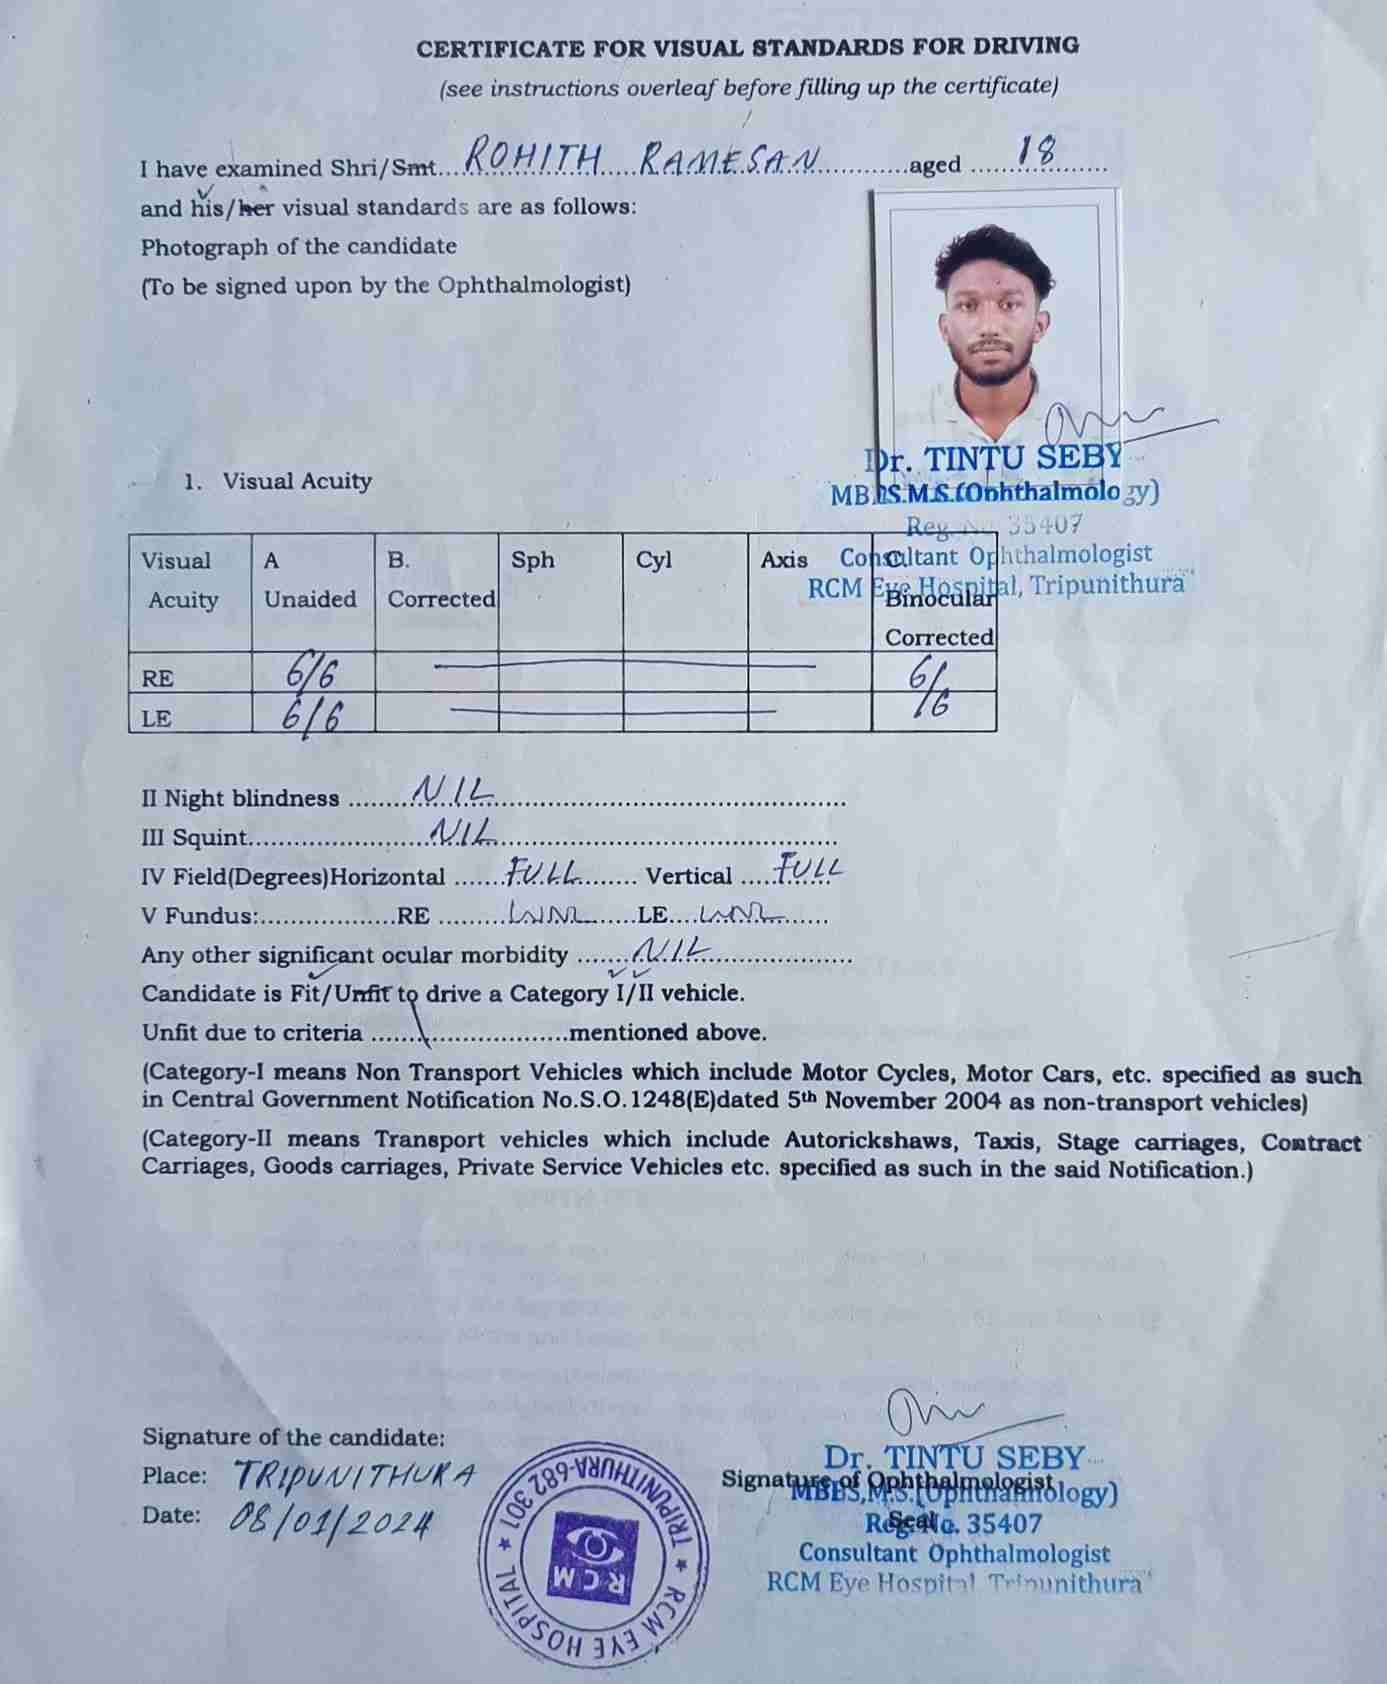 CERTIFICATE FOR VISUAL STANDARDS FOR DRIVING
(see instructions overleaf before filling up the certificate)
I have examined Shri/Smt....ROHITH RAMESAN............aged ....18....
and his/her visual standards are as follows:
Photograph of the candidate
(To be signed upon by the Ophthalmologist)
Dr. TINTU SEBY
MBBS.M.S.(Ophthalmology)
Reg. No. 35407
Consultant Ophthalmologist
RCM Eye Hospital, Tripunithura
1. Visual Acuity
Visual Acuity A Unaided B. Corrected Sph Cyl Axis C Binocular Corrected
RE 6/6 6/6
LE 6/6
II Night blindness ........NIL........
III Squint........NIL........
IV Field(Degrees)Horizontal .......FULL........ Vertical .....FULL
V Fundus:..................RE .........WNL......LE....WNL.......
Any other significant ocular morbidity .......NIL........
Candidate is Fit/Unfit to drive a Category I/II vehicle.
Unfit due to criteria ............................mentioned above.
(Category-I means Non Transport Vehicles which include Motor Cycles, Motor Cars, etc. specified as such
in Central Government Notification No.S.O.1248(E)dated 5th November 2004 as non-transport vehicles)
(Category-II means Transport vehicles which include Autorickshaws, Taxis, Stage carriages, Contract
Carriages, Goods carriages, Private Service Vehicles etc. specified as such in the said Notification.)
Signature of the candidate:
Place: TRIPUNITHURA
Date: 08/01/2024
RCM EYE HOSPITAL ★ TRIPUNITHURA-682 301 ★
RCM
Dr. TINTU SEBY
Signature of Ophthalmologist
MBBS,M.S.(Ophthalmology)
Seal
Reg. No. 35407
Consultant Ophthalmologist
RCM Eye Hospital Tripunithura